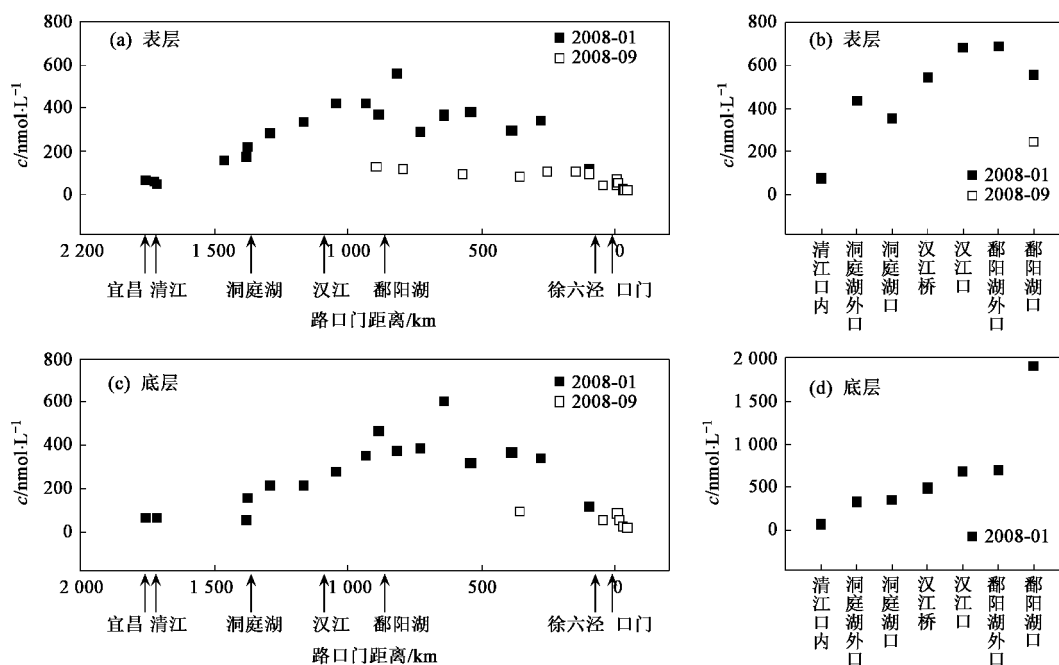 800
600
400
200
0
c/nmol·L⁻¹
(a) 表层
2008-01
2008-09
2 200
1 500
1 000
500
0
宜昌 清江 洞庭湖 汉江 鄱阳湖 徐六泾 口门
路口门距离/km
800
600
400
200
0
c/nmol·L⁻¹
(b) 表层
2008-01
2008-09
清江口内
洞庭湖外口
洞庭湖口
汉江桥
汉江口
鄱阳湖外口
鄱阳湖口
800
600
400
200
0
c/nmol·L⁻¹
(c) 底层
2008-01
2008-09
2 000
1 500
1 000
500
0
宜昌 清江 洞庭湖 汉江 鄱阳湖 徐六泾 口门
路口门距离/km
2 000
1 500
1 000
500
0
c/nmol·L⁻¹
(d) 底层
2008-01
清江口内
洞庭湖外口
洞庭湖口
汉江桥
汉江口
鄱阳湖外口
鄱阳湖口